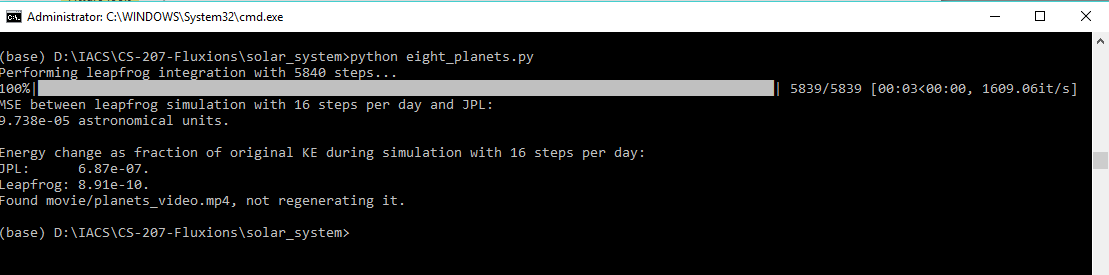 Administrator: C:\WINDOWS\System32\cmd.exe
(base) D:\IACS\CS-207-Fluxions\solar_system>python eight_planets.py
Performing leapfrog integration with 5840 steps...
100%| | 5839/5839 [00:03<00:00, 1609.06it/s]
MSE between leapfrog simulation with 16 steps per day and JPL:
9.738e-05 astronomical units.
Energy change as fraction of original KE during simulation with 16 steps per day:
JPL: 6.87e-07.
Leapfrog: 8.91e-10.
Found movie/planets_video.mp4, not regenerating it.
(base) D:\IACS\CS-207-Fluxions\solar_system>